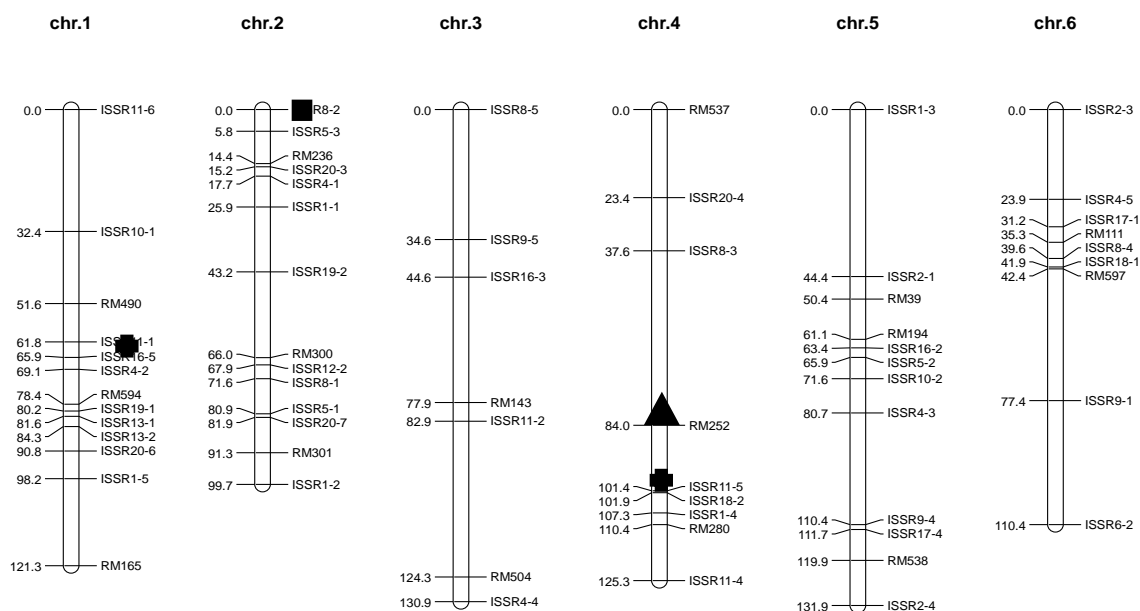 chr.1
chr.2
chr.3
chr.4
chr.5
chr.6
0.0 ISSR11-6
32.4 ISSR10-1
51.6 RM490
61.8
65.9 ISSR16-5
69.1 ISSR4-2
78.4 RM594
80.2 ISSR19-1
81.6 ISSR13-1
84.3 ISSR13-2
90.8 ISSR20-6
98.2 ISSR1-5
121.3 RM165
0.0
5.8 ISSR5-3
14.4 RM236
15.2 ISSR20-3
17.7 ISSR4-1
25.9 ISSR1-1
43.2 ISSR19-2
66.0 RM300
67.9 ISSR12-2
71.6 ISSR8-1
80.9 ISSR5-1
81.9 ISSR20-7
91.3 RM301
99.7 ISSR1-2
0.0 ISSR8-5
34.6 ISSR9-5
44.6 ISSR16-3
77.9 RM143
82.9 ISSR11-2
124.3 RM504
130.9 ISSR4-4
0.0 RM537
23.4 ISSR20-4
37.6 ISSR8-3
84.0 RM252
101.4 ISSR11-5
101.9 ISSR18-2
107.3 ISSR1-4
110.4 RM280
125.3 ISSR11-4
0.0 ISSR1-3
44.4 ISSR2-1
50.4 RM39
61.1 RM194
63.4 ISSR16-2
65.9 ISSR5-2
71.6 ISSR10-2
80.7 ISSR4-3
110.4 ISSR9-4
111.7 ISSR17-4
119.9 RM538
131.9 ISSR2-4
0.0 ISSR2-3
23.9 ISSR4-5
31.2 ISSR17-1
35.3 RM111
39.6 ISSR8-4
41.9 ISSR18-1
42.4 RM597
77.4 ISSR9-1
110.4 ISSR6-2